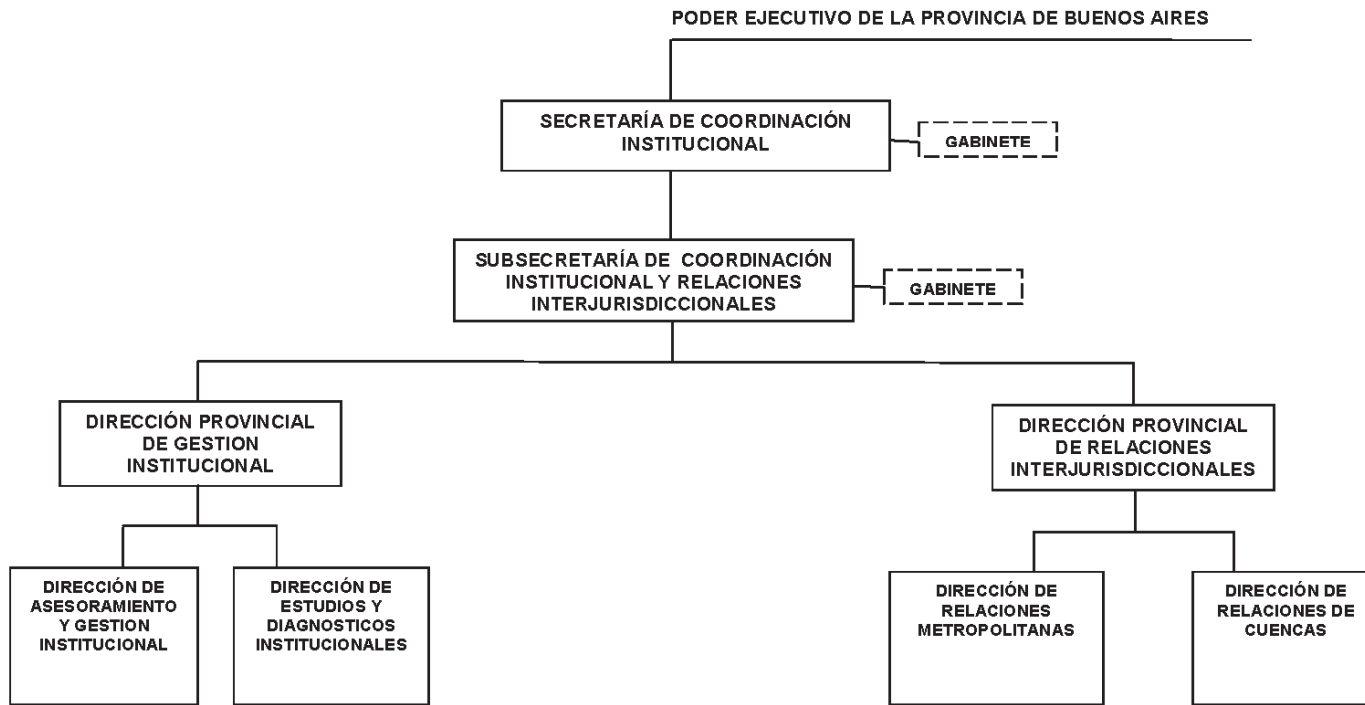 PODER EJECUTIVO DE LA PROVINCIA DE BUENOS AIRES
SECRETARÍA DE COORDINACIÓN
INSTITUCIONAL
GABINETE
SUBSECRETARÍA DE COORDINACIÓN
INSTITUCIONAL Y RELACIONES
INTERJURISDICCIONALES
GABINETE
DIRECCIÓN PROVINCIAL
DE GESTION
INSTITUCIONAL
DIRECCIÓN PROVINCIAL
DE RELACIONES
INTERJURISDICCIONALES
DIRECCIÓN DE
ASESORAMIENTO
Y GESTION
INSTITUCIONAL
DIRECCIÓN DE
ESTUDIOS Y
DIAGNOSTICOS
INSTITUCIONALES
DIRECCIÓN DE
RELACIONES
METROPOLITANAS
DIRECCIÓN DE
RELACIONES DE
CUENCAS